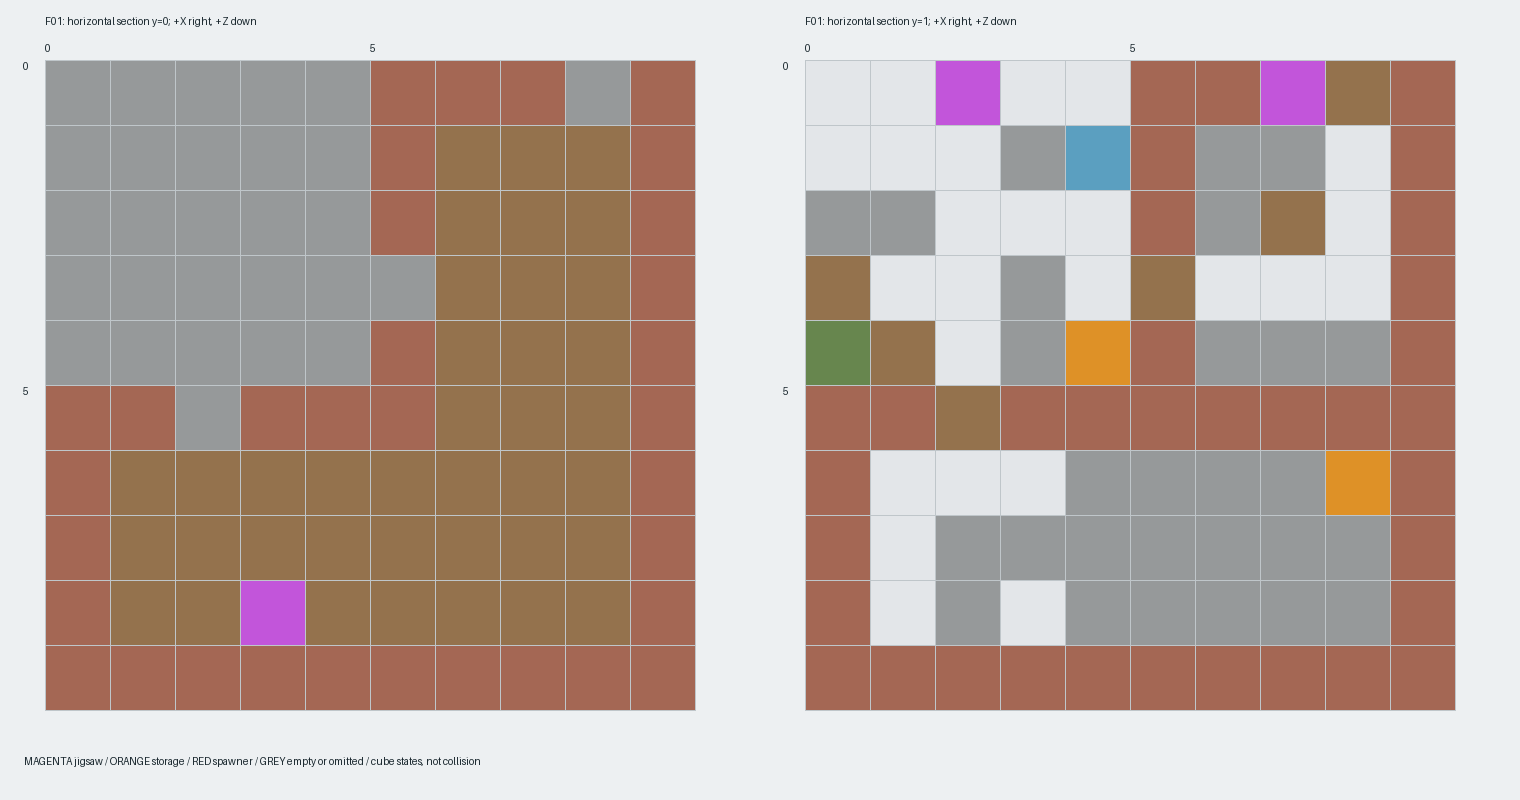 F01: horizontal section y=0; +X right, +Z down
F01: horizontal section y=1; +X right, +Z down
0 5
0 5
0
0
5
5
MAGENTA jigsaw / ORANGE storage / RED spawner / GREY empty or omitted / cube states, not collision